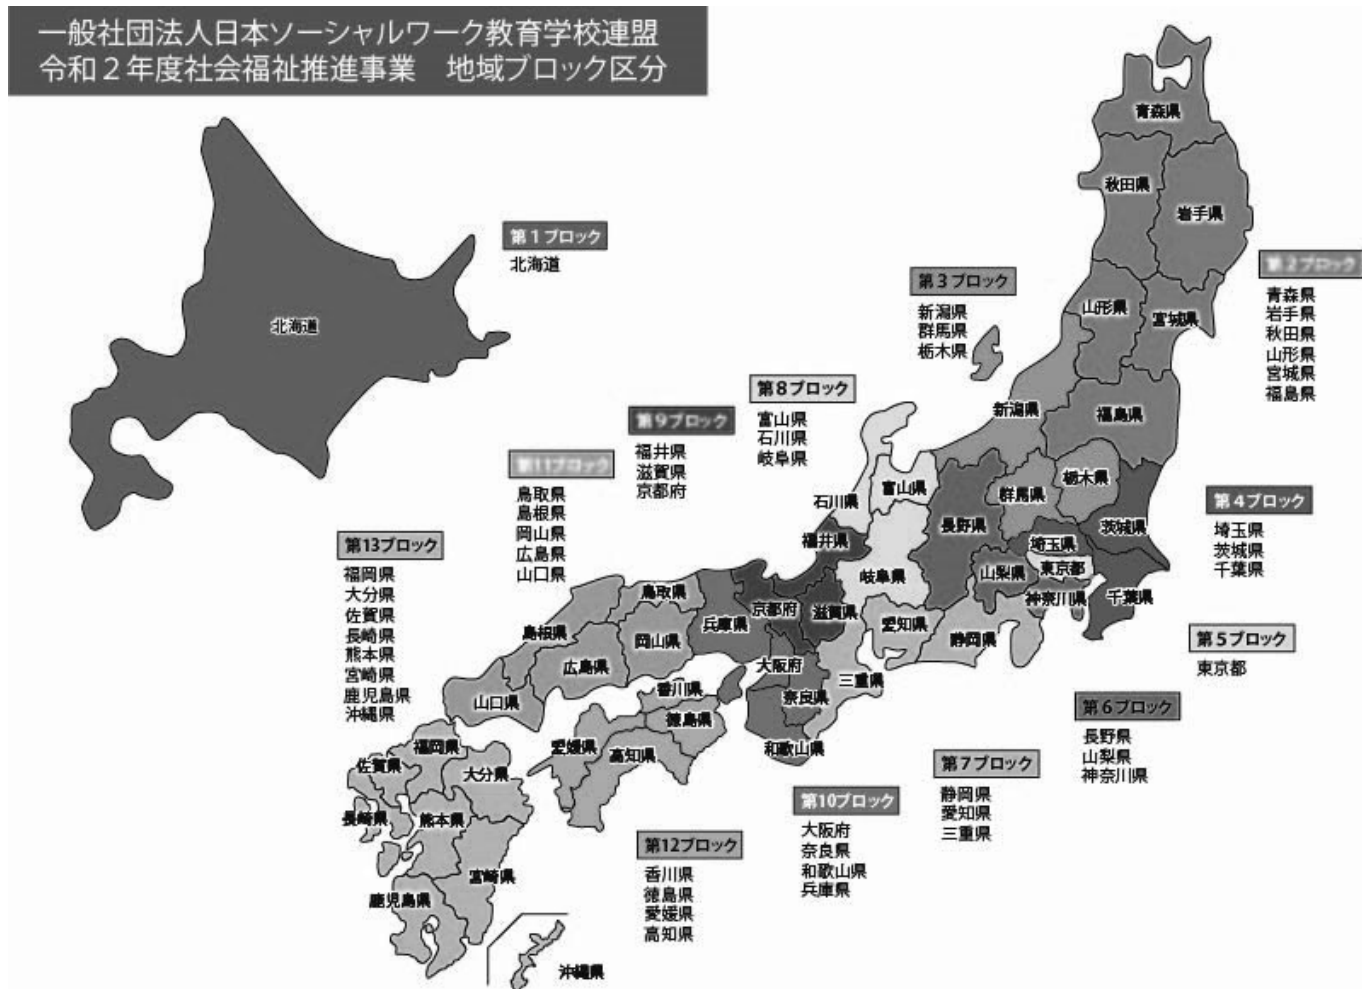 一般社団法人日本ソーシャルワーク教育学校連盟
令和２年度社会福祉推進事業　地域ブロック区分
第１ブロック
北海道
北海道
第２ブロック
青森県
岩手県
秋田県
山形県
宮城県
福島県
第３ブロック
新潟県
群馬県
栃木県
第４ブロック
埼玉県
茨城県
千葉県
第５ブロック
東京都
第６ブロック
長野県
山梨県
神奈川県
第７ブロック
静岡県
愛知県
三重県
第８ブロック
富山県
石川県
岐阜県
第９ブロック
福井県
滋賀県
京都府
第10ブロック
大阪府
奈良県
和歌山県
兵庫県
第11ブロック
鳥取県
島根県
岡山県
広島県
山口県
第12ブロック
香川県
徳島県
愛媛県
高知県
第13ブロック
福岡県
大分県
佐賀県
長崎県
熊本県
宮崎県
鹿児島県
沖縄県
青森県
秋田県
岩手県
山形県
宮城県
新潟県
福島県
栃木県
群馬県
富山県
石川県
長野県
茨城県
福井県
埼玉県
東京都
山梨県
岐阜県
神奈川県
千葉県
鳥取県
京都府
滋賀県
兵庫県
愛知県
静岡県
島根県
岡山県
広島県
大阪府
三重県
香川県
奈良県
山口県
徳島県
和歌山県
愛媛県
高知県
福岡県
佐賀県
大分県
長崎県
熊本県
宮崎県
鹿児島県
沖縄県